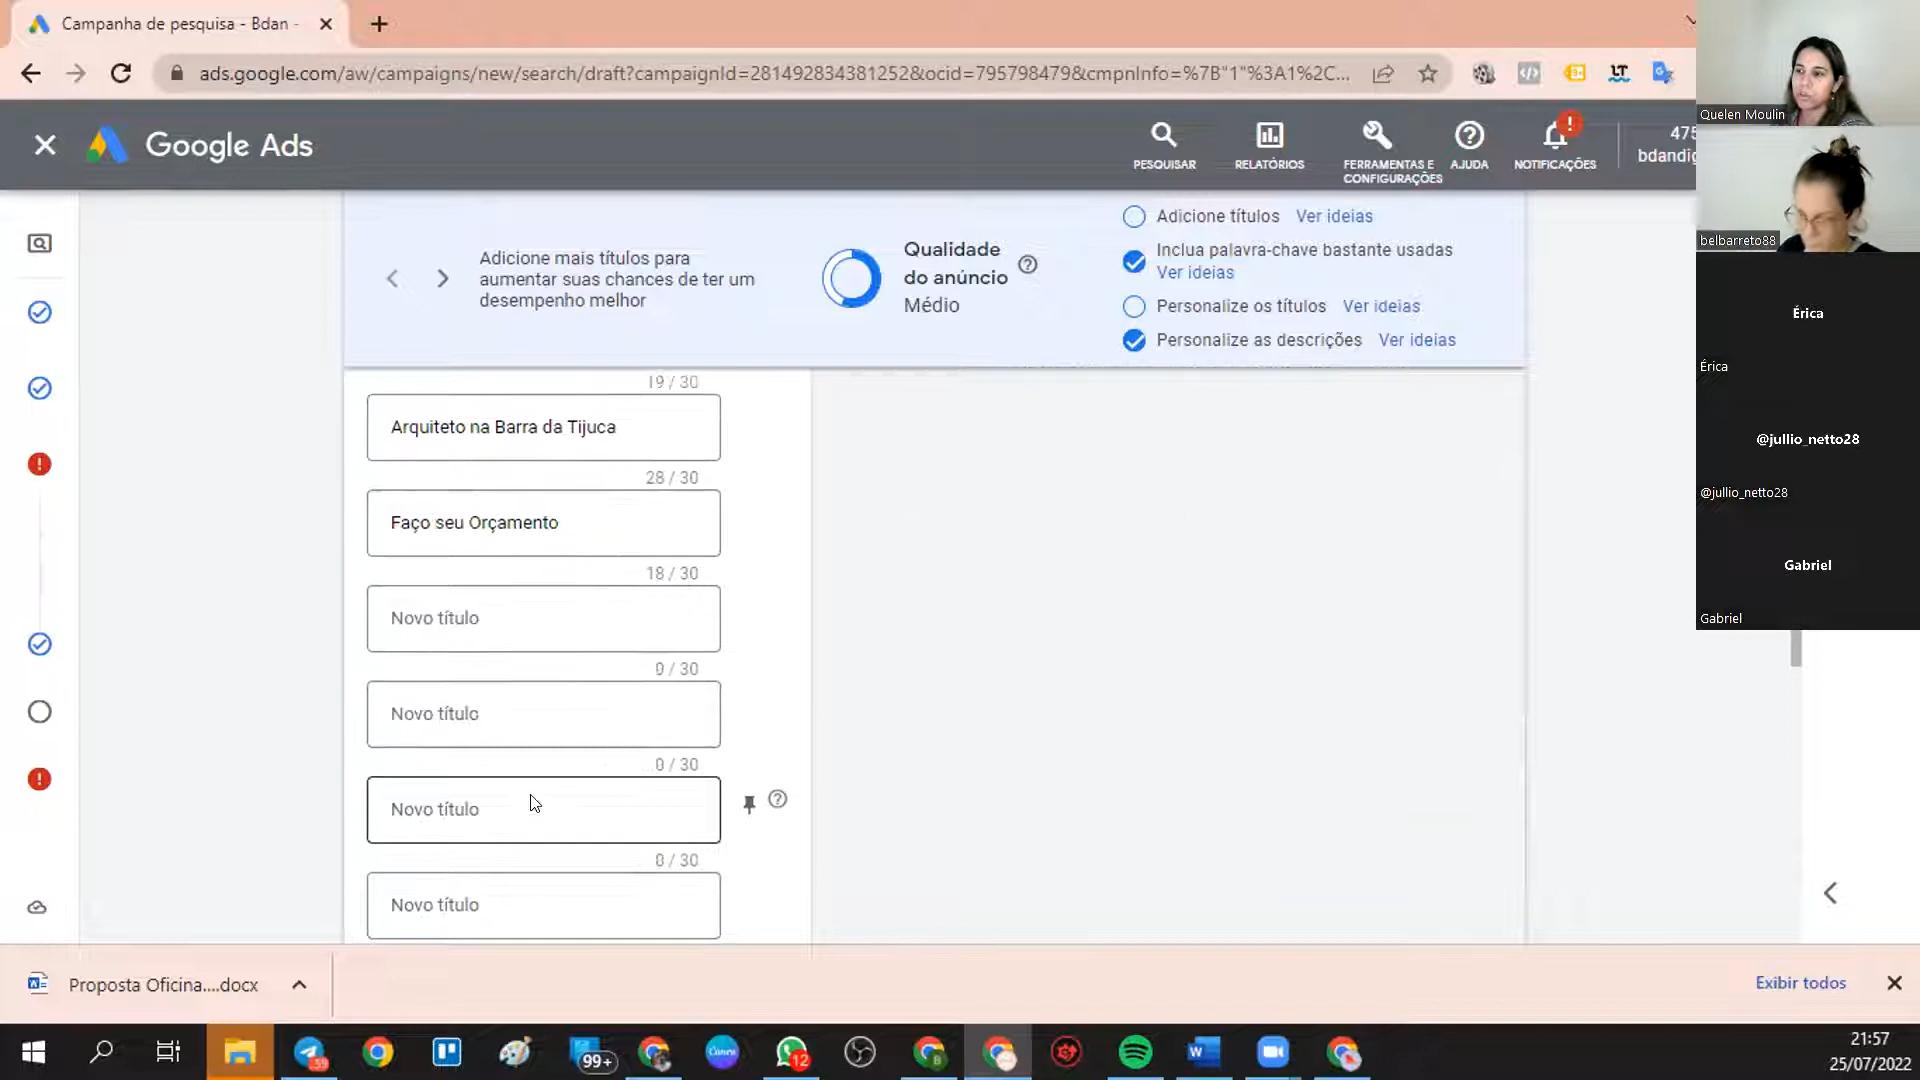 Campanha de pesquisa - Bdan -
ads.google.com/aw/campaigns/new/search/draft?campaignId=281492834381252&ocid=795798479&cmpnInfo=%7B"1"%3A1%2C...
Quelen Moulin
Google Ads
PESQUISAR
RELATÓRIOS
FERRAMENTAS E
CONFIGURAÇÕES
AJUDA
NOTIFICAÇÕES
475
bdandig
belbarreto88
Adicione mais títulos para
aumentar suas chances de ter um
desempenho melhor
Qualidade
do anúncio
Médio
Adicione títulos Ver ideias
Inclua palavra-chave bastante usadas
Ver ideias
Personalize os títulos Ver ideias
Personalize as descrições Ver ideias
Érica
Érica
@jullio_netto28
@jullio_netto28
Gabriel
Gabriel
19 / 30
Arquiteto na Barra da Tijuca
28 / 30
Faço seu Orçamento
18 / 30
Novo título
0 / 30
Novo título
0 / 30
Novo título
0 / 30
Novo título
Proposta Oficina....docx
Exibir todos
59
99+
Canva
12
21:57
25/07/2022